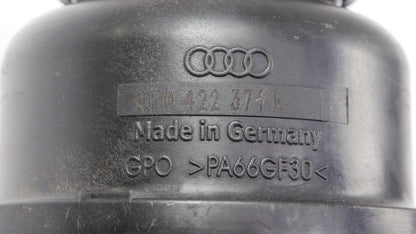 422 371 E
Made in Germany
GPO >PA66GF30<